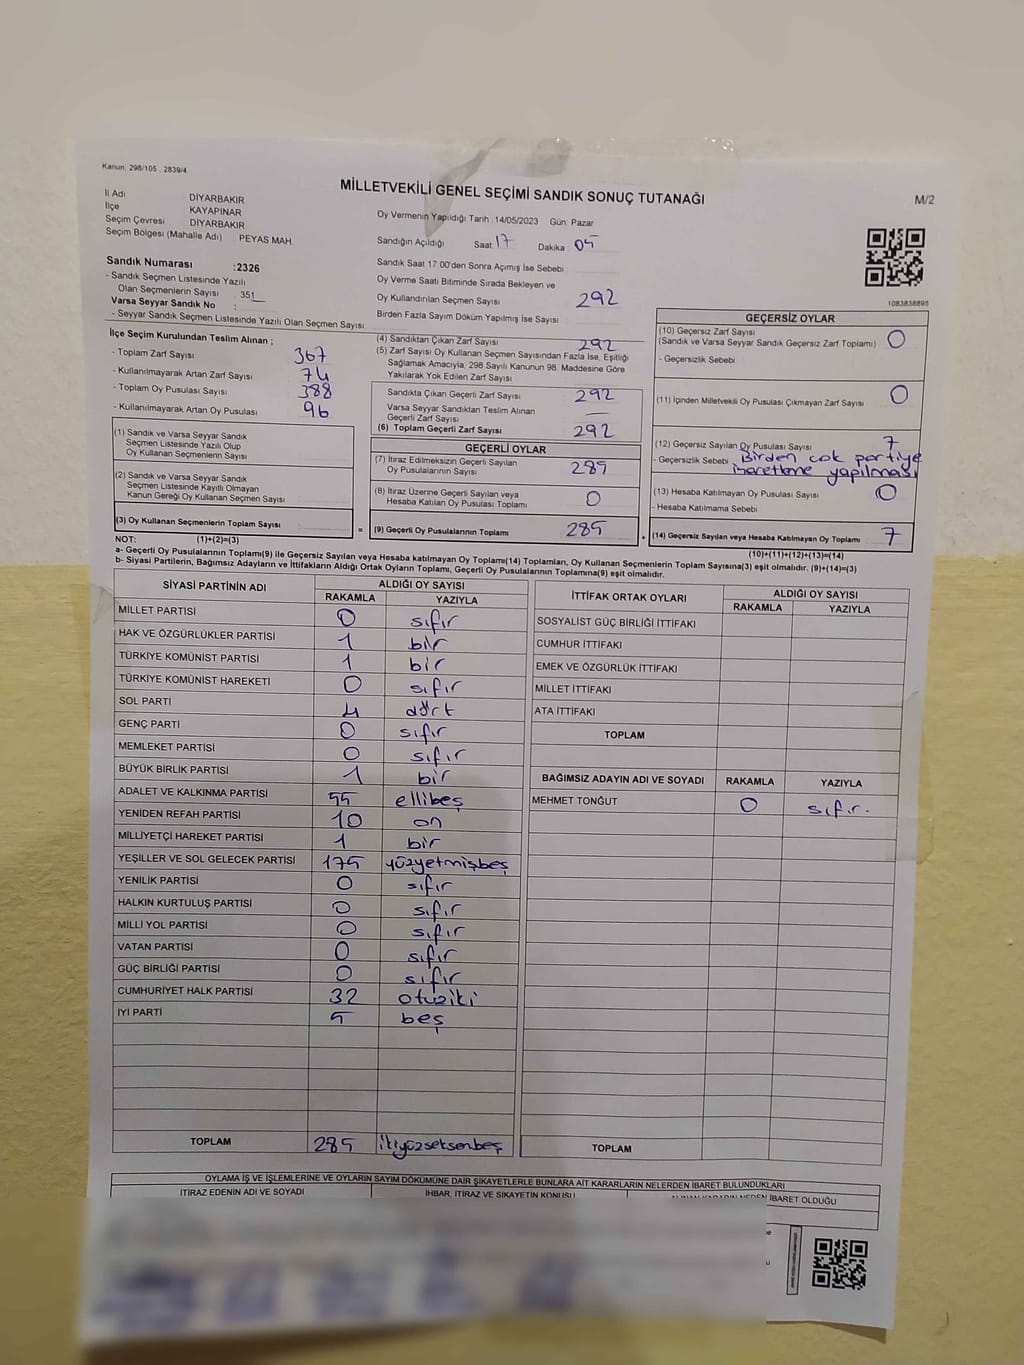 Kanun: 298/105 , 2839/4
MİLLETVEKİLİ GENEL SEÇİMİ SANDIK SONUÇ TUTANAĞI
M/2
İl Adı DİYARBAKIR
İlçe KAYAPINAR
Seçim Çevresi DİYARBAKIR
Seçim Bölgesi (Mahalle Adı) PEYAS MAH.
Sandık Numarası :2326
- Sandık Seçmen Listesinde Yazılı
Olan Seçmenlerin Sayısı : 351
Varsa Seyyar Sandık No :
- Seyyar Sandık Seçmen Listesinde Yazılı Olan Seçmen Sayısı
Oy Vermenin Yapıldığı Tarih :14/05/2023 Gün: Pazar
Sandığın Açıldığı Saat 17 Dakika 05
Sandık Saat 17:00'den Sonra Açımış İse Sebebi
Oy Verme Saati Bitiminde Sırada Bekleyen ve
Oy Kullandırılan Seçmen Sayısı 292
Birden Fazla Sayım Döküm Yapılmış İse Sayısı
1083838895
İlçe Seçim Kurulundan Teslim Alınan ;
- Toplam Zarf Sayısı 367
- Kullanılmayarak Artan Zarf Sayısı 74
- Toplam Oy Pusulası Sayısı 388
- Kullanılmayarak Artan Oy Pusulası 96
(4) Sandıktan Çıkan Zarf Sayısı 292
(5) Zarf Sayısı Oy Kullanan Seçmen Sayısından Fazla İse, Eşitliği
Sağlamak Amacıyla, 298 Sayılı Kanunun 98. Maddesine Göre
Yakılarak Yok Edilen Zarf Sayısı
Sandıkta Çıkan Geçerli Zarf Sayısı 292
Varsa Seyyar Sandıktan Teslim Alınan
Geçerli Zarf Sayısı —
(6) Toplam Geçerli Zarf Sayısı 292
GEÇERSİZ OYLAR
(10) Geçersiz Zarf Sayısı 0
(Sandık ve Varsa Seyyar Sandık Geçersiz Zarf Toplamı)
- Geçersizlik Sebebi
(11) İçinden Milletvekili Oy Pusulası Çıkmayan Zarf Sayısı 0
(12) Geçersiz Sayılan Oy Pusulası Sayısı 7
- Geçersizlik Sebebi Birden çok partiye
işaretleme yapılması
(13) Hesaba Katılmayan Oy Pusulası Sayısı 0
- Hesaba Katılmama Sebebi
(14) Geçersiz Sayılan veya Hesaba Katılmayan Oy Toplamı 7
(10)+(11)+(12)+(13)=(14)
(1) Sandık ve Varsa Seyyar Sandık
Seçmen Listesinde Yazılı Olup
Oy Kullanan Seçmenlerin Sayısı
(2) Sandık ve Varsa Seyyar Sandık
Seçmen Listesinde Kayıtlı Olmayan
Kanun Gereği Oy Kullanan Seçmen Sayısı
(3) Oy Kullanan Seçmenlerin Toplam Sayısı :
GEÇERLİ OYLAR
(7) İtiraz Edilmeksizin Geçerli Sayılan
Oy Pusulalarının Sayısı 285
(8) İtiraz Üzerine Geçerli Sayılan veya
Hesaba Katılan Oy Pusulası Toplamı 0
= (9) Geçerli Oy Pusulalarının Toplamı 285 +
NOT: (1)+(2)=(3)
a- Geçerli Oy Pusulalarının Toplamı(9) ile Geçersiz Sayılan veya Hesaba katılmayan Oy Toplamı(14) Toplamları, Oy Kullanan Seçmenlerin Toplam Sayısına(3) eşit olmalıdır. (9)+(14)=(3)
b- Siyasi Partilerin, Bağımsız Adayların ve İttifakların Aldığı Ortak Oyların Toplamı, Geçerli Oy Pusulalarının Toplamına(9) eşit olmalıdır.
SİYASİ PARTİNİN ADI ALDIĞI OY SAYISI
RAKAMLA YAZIYLA
MİLLET PARTİSİ 0 sıfır
HAK VE ÖZGÜRLÜKLER PARTİSİ 1 bir
TÜRKİYE KOMÜNİST PARTİSİ 1 bir
TÜRKİYE KOMÜNİST HAREKETİ 0 sıfır
SOL PARTİ 4 dört
GENÇ PARTİ 0 sıfır
MEMLEKET PARTİSİ 0 sıfır
BÜYÜK BİRLİK PARTİSİ 1 bir
ADALET VE KALKINMA PARTİSİ 55 ellibeş
YENİDEN REFAH PARTİSİ 10 on
MİLLİYETÇİ HAREKET PARTİSİ 1 bir
YEŞİLLER VE SOL GELECEK PARTİSİ 175 yüzyetmişbeş
YENİLİK PARTİSİ 0 sıfır
HALKIN KURTULUŞ PARTİSİ 0 sıfır
MİLLİ YOL PARTİSİ 0 sıfır
VATAN PARTİSİ 0 sıfır
GÜÇ BİRLİĞİ PARTİSİ 0 sıfır
CUMHURİYET HALK PARTİSİ 32 otuziki
İYİ PARTİ 5 beş
TOPLAM 285 ikiyüzseksenbeş
İTTİFAK ORTAK OYLARI ALDIĞI OY SAYISI
RAKAMLA YAZIYLA
SOSYALİST GÜÇ BİRLİĞİ İTTİFAKI
CUMHUR İTTİFAKI
EMEK VE ÖZGÜRLÜK İTTİFAKI
MİLLET İTTİFAKI
ATA İTTİFAKI
TOPLAM
BAĞIMSIZ ADAYIN ADI VE SOYADI RAKAMLA YAZIYLA
MEHMET TONĞUT 0 sıfır.
TOPLAM
OYLAMA İŞ VE İŞLEMLERİNE VE OYLARIN SAYIM DÖKÜMÜNE DAİR ŞİKAYETLERLE BUNLARA AİT KARARLARIN NELERDEN İBARET BULUNDUKLARI
İTİRAZ EDENİN ADI VE SOYADI
İHBAR, İTİRAZ VE ŞİKAYETİN KONUSU
İBARET OLDUĞU